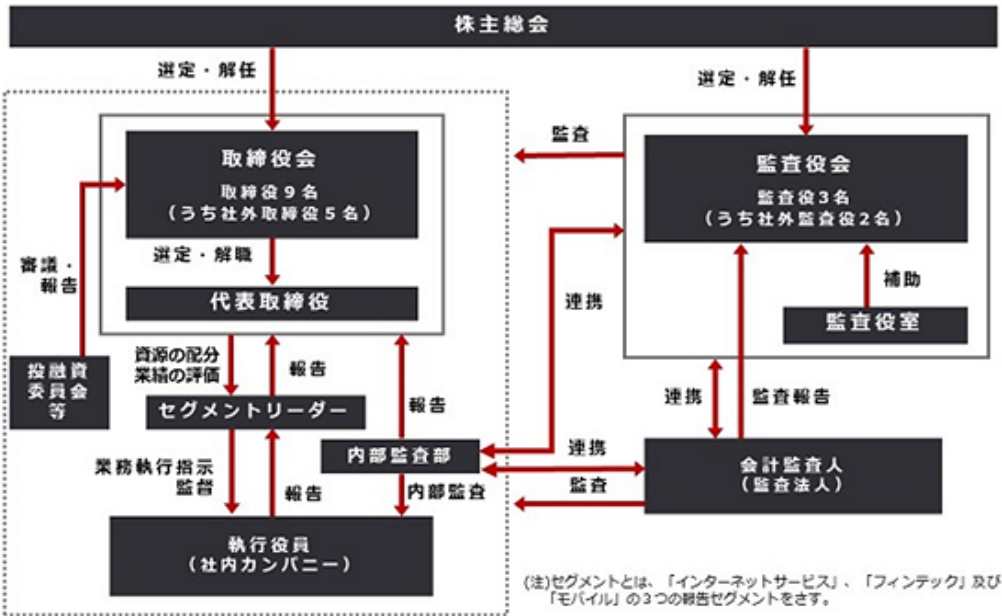 株主総会
選定・解任
選定・解任
取締役会
取締役9名
(うち社外取締役5名)
監査
監査役会
監査役3名
(うち社外監査役2名)
選定・解職
審議・
報告
代表取締役
連携
補助
監査役室
資源の配分
業績の評価
報告
投融資
委員会
等
セグメントリーダー
報告
連携
監査報告
業務執行指示
監督
報告
内部監査部
連携
会計監査人
(監査法人)
内部監査
監査
執行役員
(社内カンパニー)
(注)セグメントとは、「インターネットサービス」、「フィンテック」及び
「モバイル」の3つの報告セグメントをさす。